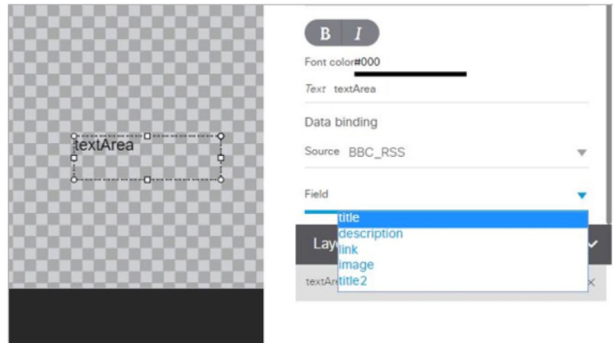 textArea
B I
Font color#000
Text textArea
Data binding
Source BBC_RSS
Field
title
description
Lay
link
image
textAr
title2